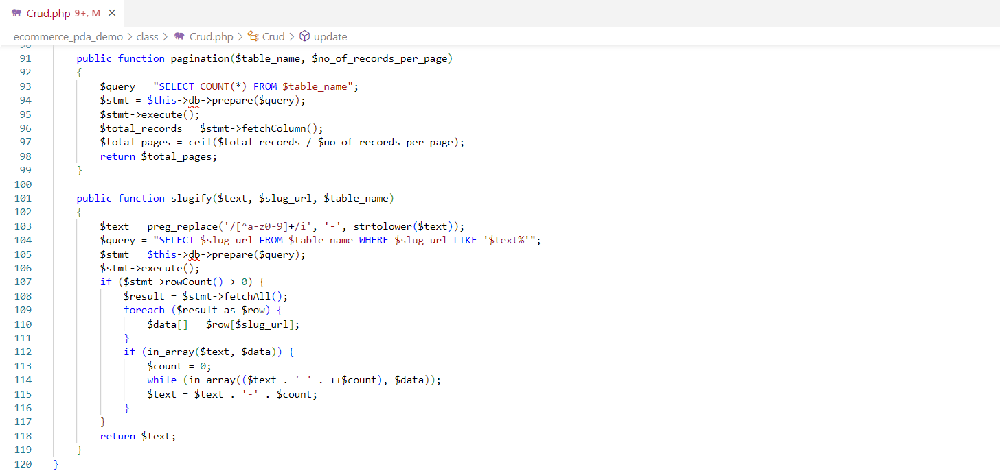 Crud.php 9+, M
ecommerce_pda_demo > class > Crud.php > Crud > update
91 public function pagination($table_name, $no_of_records_per_page)
92 {
93 $query = "SELECT COUNT(*) FROM $table_name";
94 $stmt = $this->db->prepare($query);
95 $stmt->execute();
96 $total_records = $stmt->fetchColumn();
97 $total_pages = ceil($total_records / $no_of_records_per_page);
98 return $total_pages;
99 }
100
101 public function slugify($text, $slug_url, $table_name)
102 {
103 $text = preg_replace('/[^a-z0-9]+/i', '-', strtolower($text));
104 $query = "SELECT $slug_url FROM $table_name WHERE $slug_url LIKE '$text%'";
105 $stmt = $this->db->prepare($query);
106 $stmt->execute();
107 if ($stmt->rowCount() > 0) {
108 $result = $stmt->fetchAll();
109 foreach ($result as $row) {
110 $data[] = $row[$slug_url];
111 }
112 if (in_array($text, $data)) {
113 $count = 0;
114 while (in_array(($text . '-' . ++$count), $data));
115 $text = $text . '-' . $count;
116 }
117 }
118 return $text;
119 }
120 }